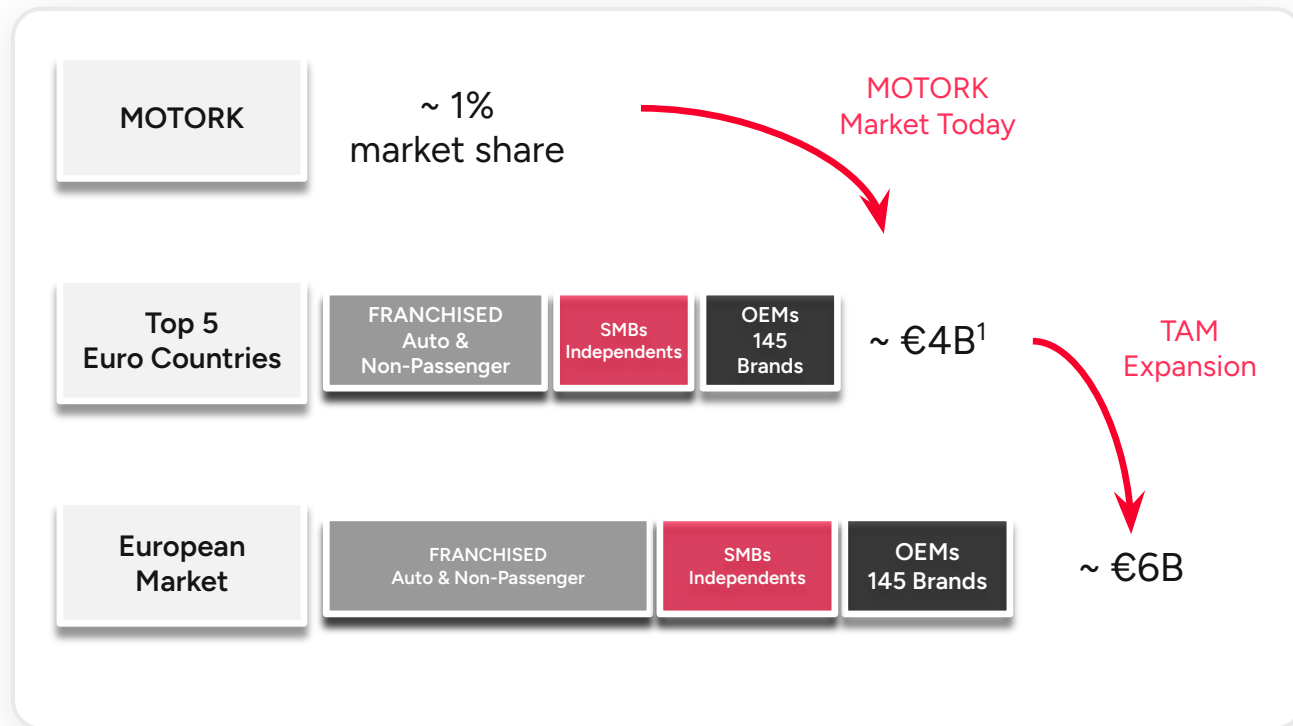 MOTORK
~ 1%
market share
MOTORK
Market Today
Top 5
Euro Countries
FRANCHISED
Auto &
Non-Passenger
SMBs
Independents
OEMs
145
Brands
~ €4B¹
TAM
Expansion
European
Market
FRANCHISED
Auto & Non-Passenger
SMBs
Independents
OEMs
145 Brands
~ €6B